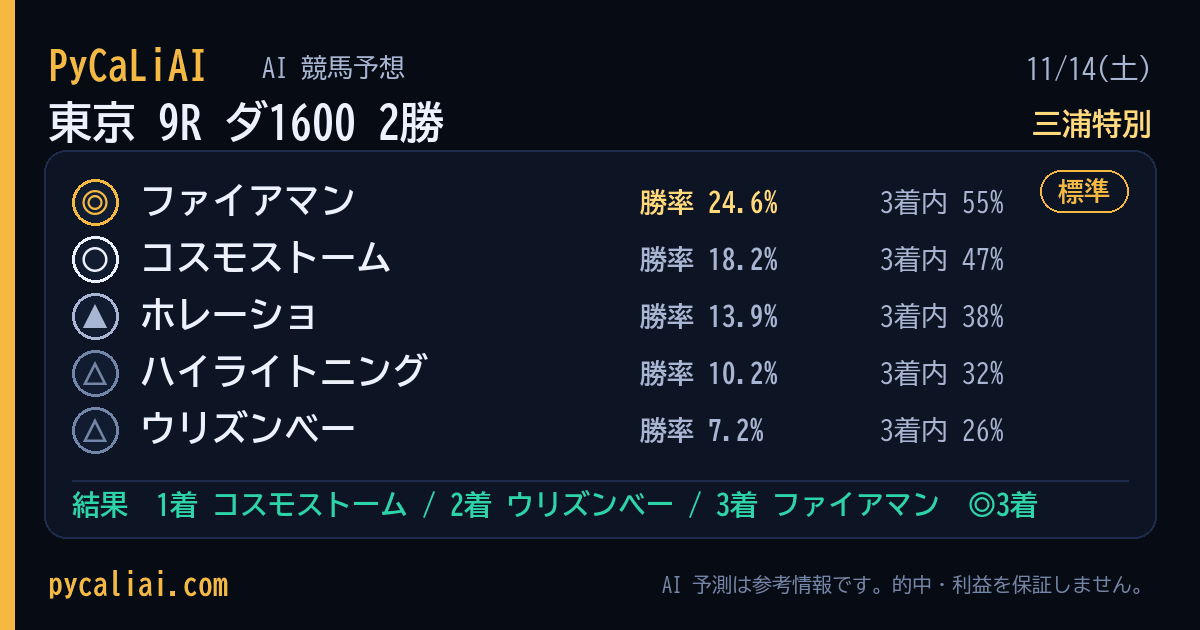 PyCaLiAI AI 競馬予想 11/14(土)
東京 9R ダ1600 2勝 三浦特別
◎ ファイアマン 勝率 24.6% 3着内 55% 標準
○ コスモストーム 勝率 18.2% 3着内 47%
▲ ホレーショ 勝率 13.9% 3着内 38%
△ ハイライトニング 勝率 10.2% 3着内 32%
△ ウリズンベー 勝率 7.2% 3着内 26%
結果 1着 コスモストーム / 2着 ウリズンベー / 3着 ファイアマン ◎3着
pycaliai.com AI 予測は参考情報です。的中・利益を保証しません。